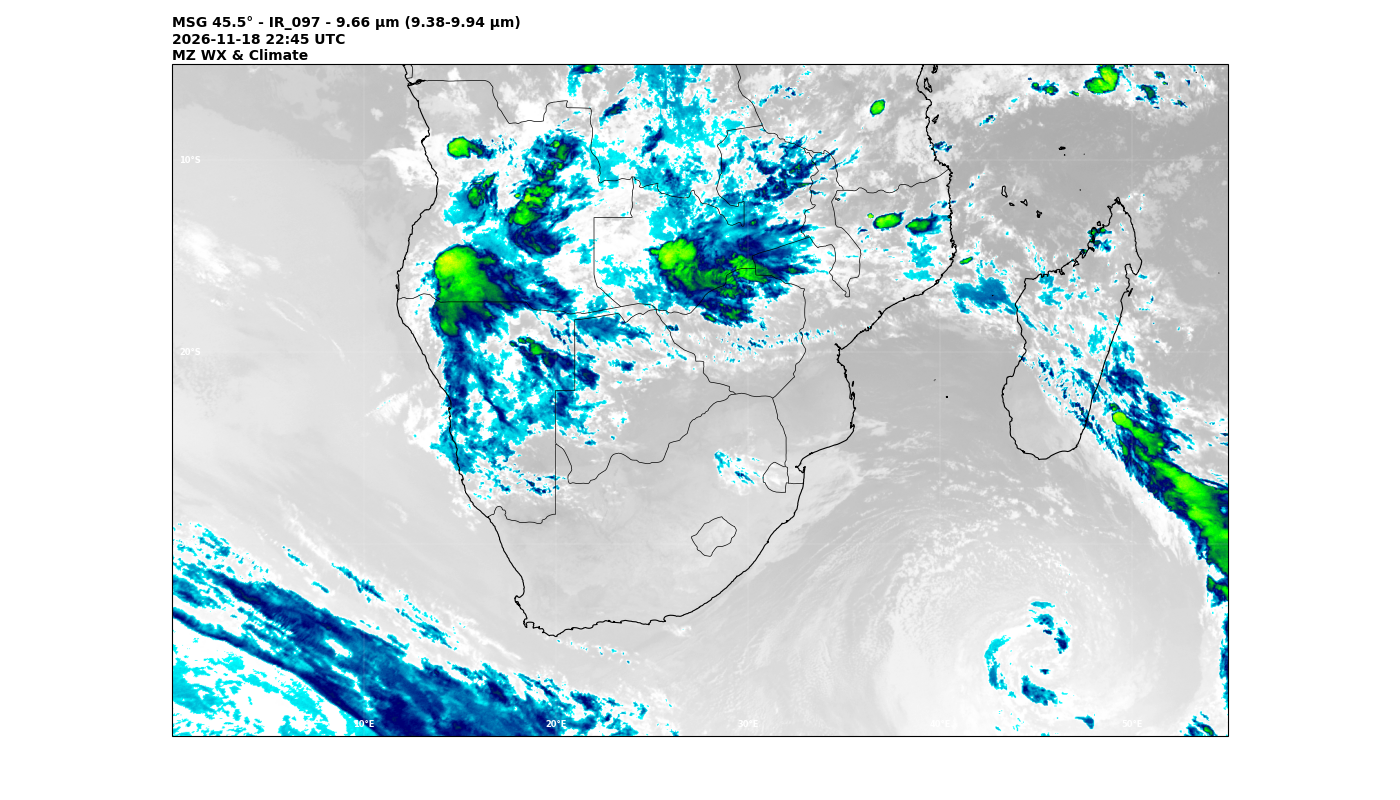 MSG 45.5° - IR_097 - 9.66 μm (9.38-9.94 μm)
2026-11-18 22:45 UTC
MZ WX & Climate
10°S
20°S
10°E
20°E
30°E
40°E
50°E